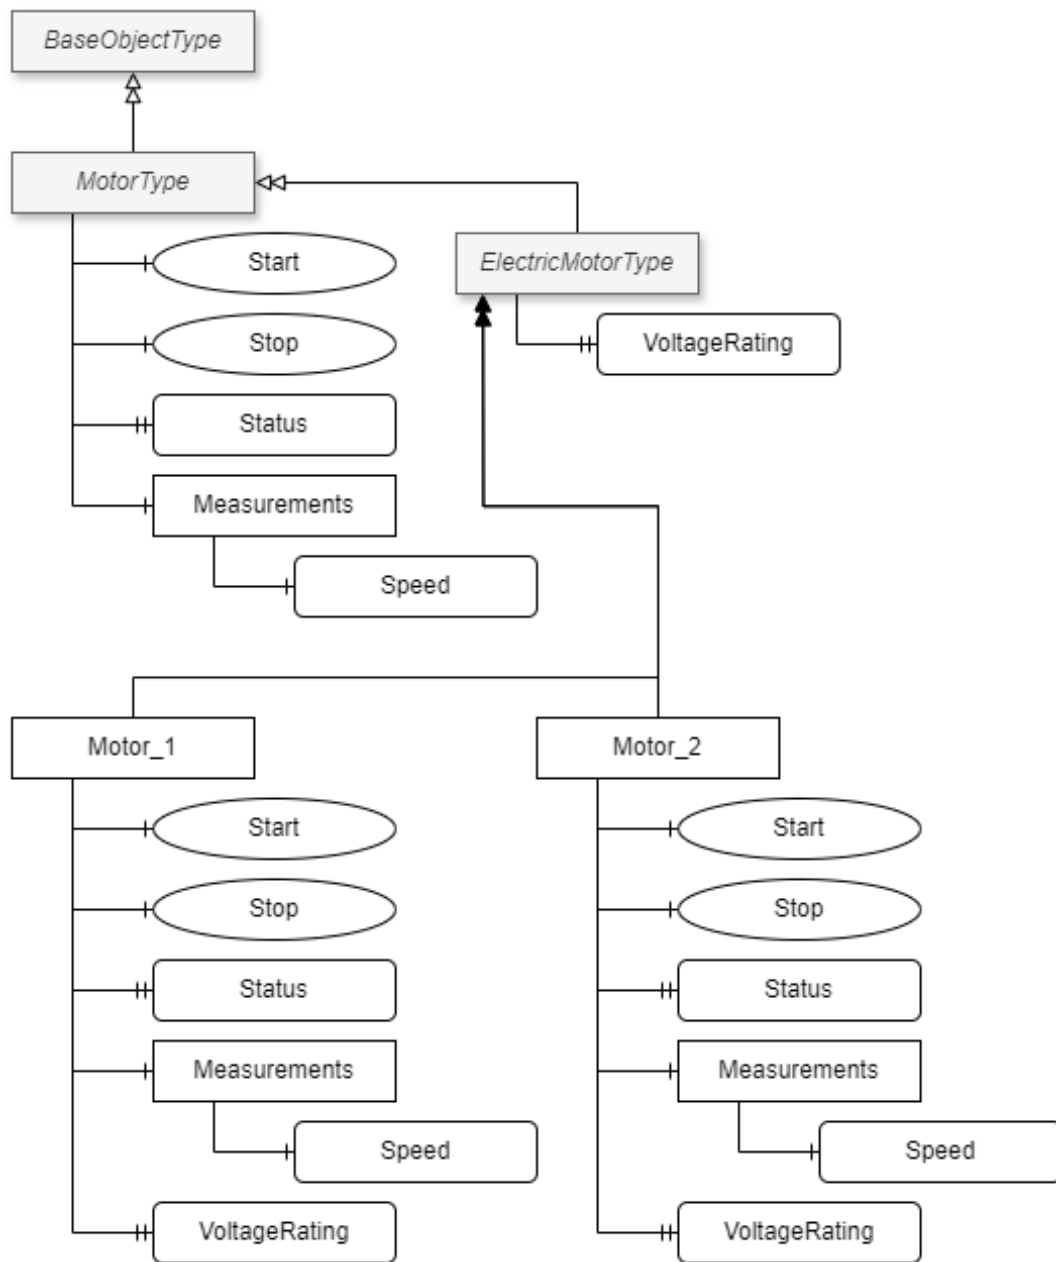 BaseObjectType
MotorType
Start
ElectricMotorType
Stop
VoltageRating
Status
Measurements
Speed
Motor_1
Motor_2
Start
Start
Stop
Stop
Status
Status
Measurements
Measurements
Speed
Speed
VoltageRating
VoltageRating